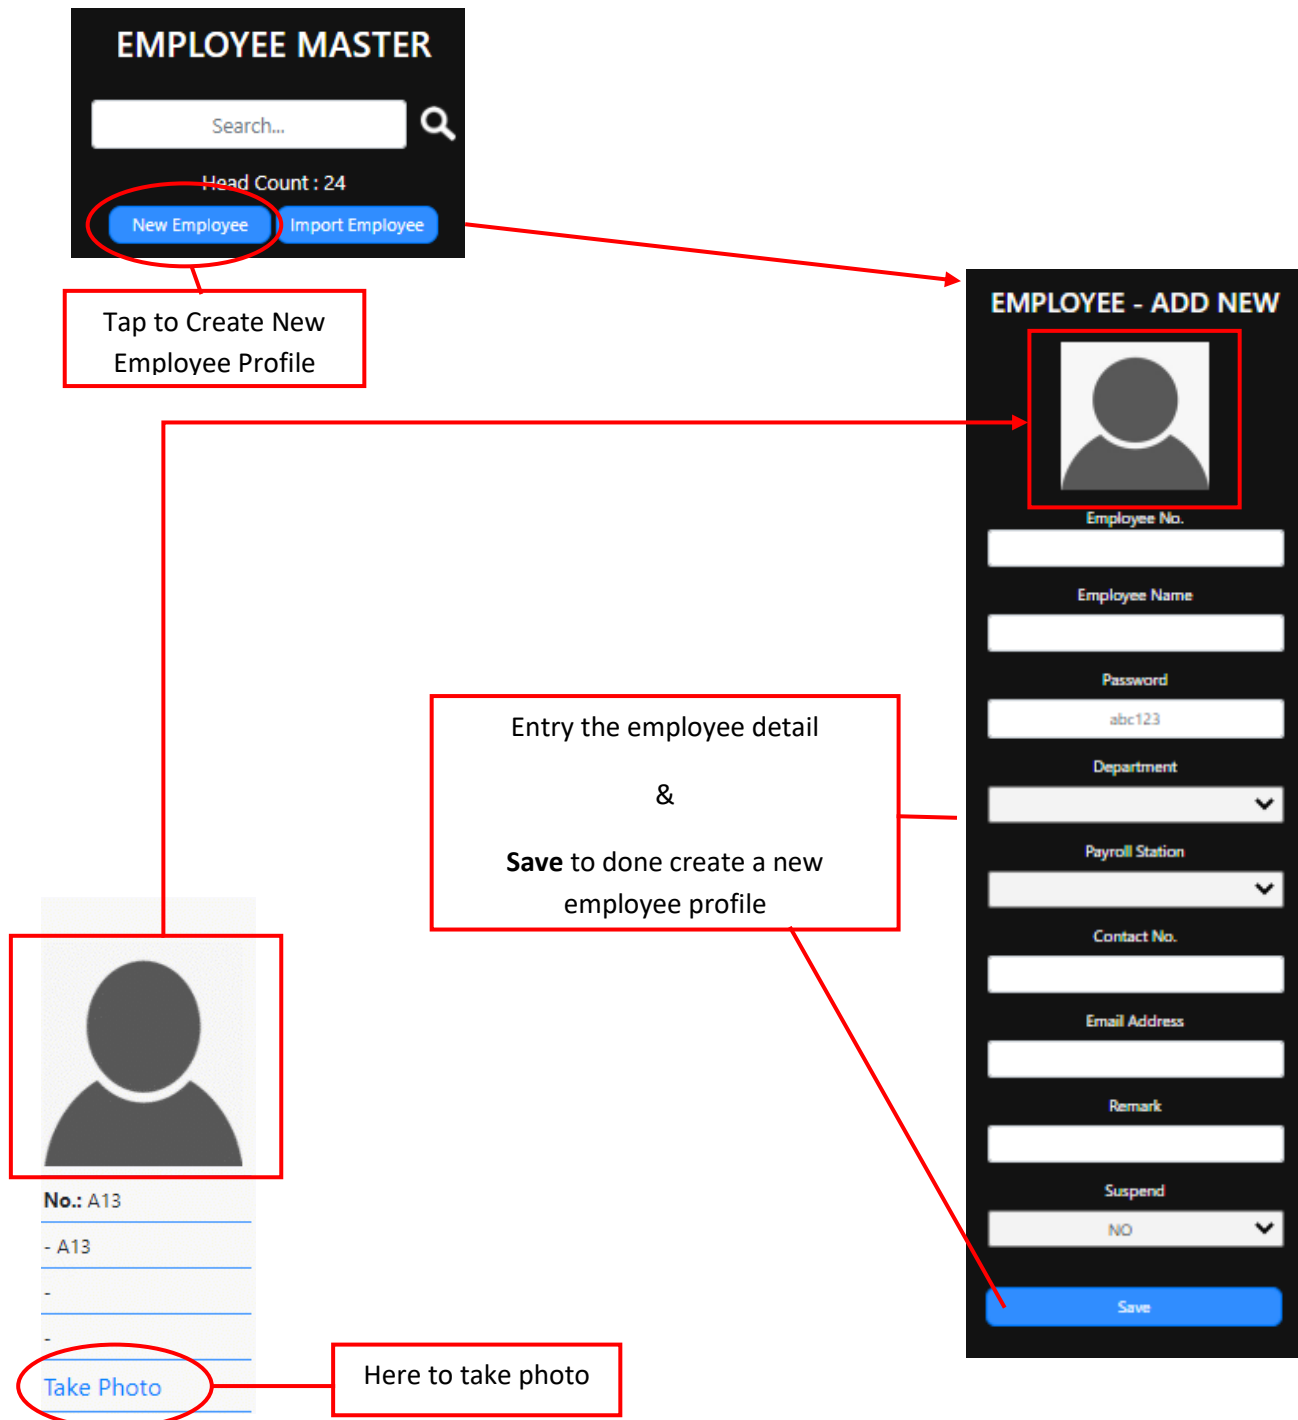 EMPLOYEE MASTER
Search...
Head Count : 24
New Employee
Import Employee
Tap to Create New
Employee Profile
EMPLOYEE - ADD NEW
Employee No.
Employee Name
Password
abc123
Department
Payroll Station
Contact No.
Email Address
Remark
Suspend
NO
Save
Entry the employee detail
&
Save to done create a new
employee profile
No.: A13
- A13
-
-
Take Photo
Here to take photo